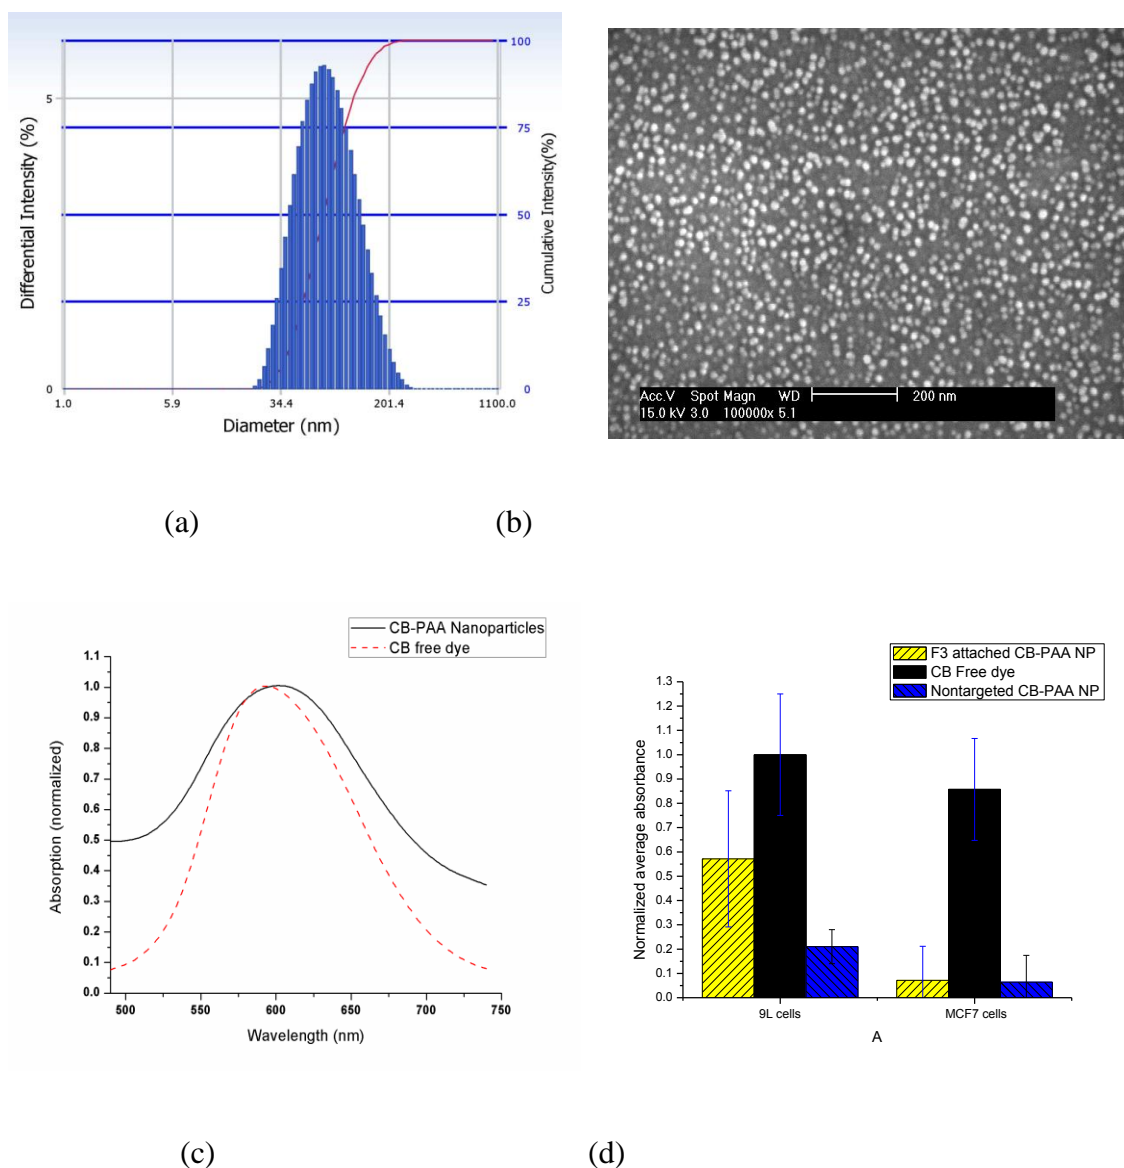 100
5
75
50
25
0
0
1.0 5.9 34.4 201.4 1100.0
Differential Intensity (%)
Cumulative Intensity(%)
Diameter (nm)
Acc.V Spot Magn WD 200 nm
15.0 kV 3.0 100000x 5.1
(a) (b)
CB-PAA Nanoparticles
CB free dye
1.1
1.0
0.9
0.8
0.7
0.6
0.5
0.4
0.3
0.2
0.1
0.0
500 550 600 650 700 750
Absorption (normalized)
Wavelength (nm)
F3 attached CB-PAA NP
CB Free dye
Nontargeted CB-PAA NP
1.3
1.2
1.1
1.0
0.9
0.8
0.7
0.6
0.5
0.4
0.3
0.2
0.1
0.0
Normalized average absorbance
9L cells MCF7 cells
A
(c) (d)